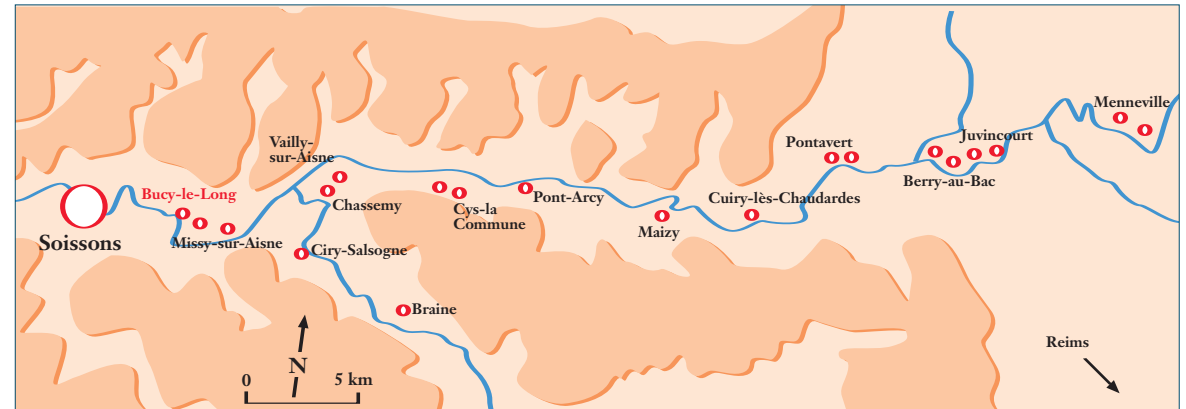 Menneville
Juvincourt
Vailly-
sur-Aisne
Pontavert
Berry-au-Bac
Bucy-le-Long
Chassemy
Cys-la
Commune
Pont-Arcy
Cuiry-lès-Chaudardes
Maizy
Soissons
Missy-sur-Aisne
Ciry-Salsogne
Braine
Reims
N
0
5 km